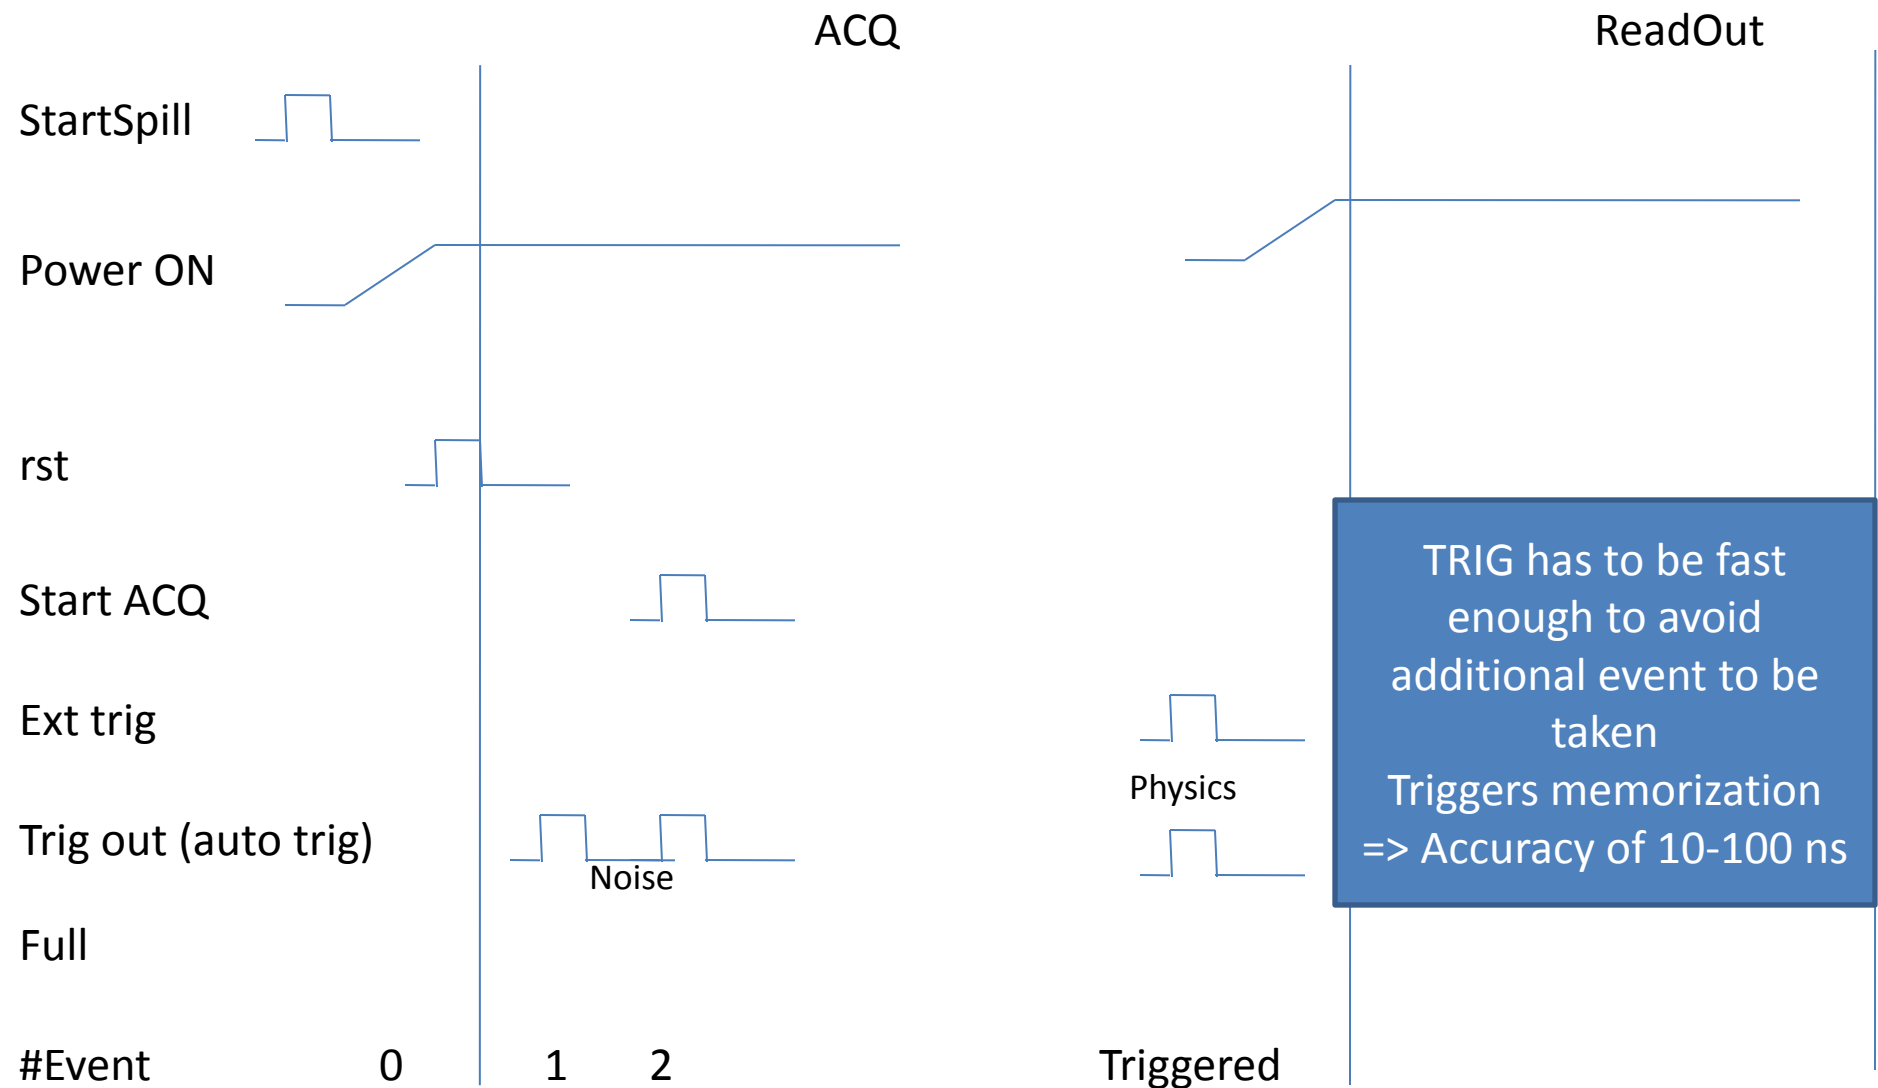 ACQ
ReadOut
StartSpill
Power ON
rst
Start ACQ
Ext trig
Physics
Trig out (auto trig)
Noise
Full
#Event 0 1 2 Triggered
TRIG has to be fast
enough to avoid
additional event to be
taken
Triggers memorization
=> Accuracy of 10-100 ns